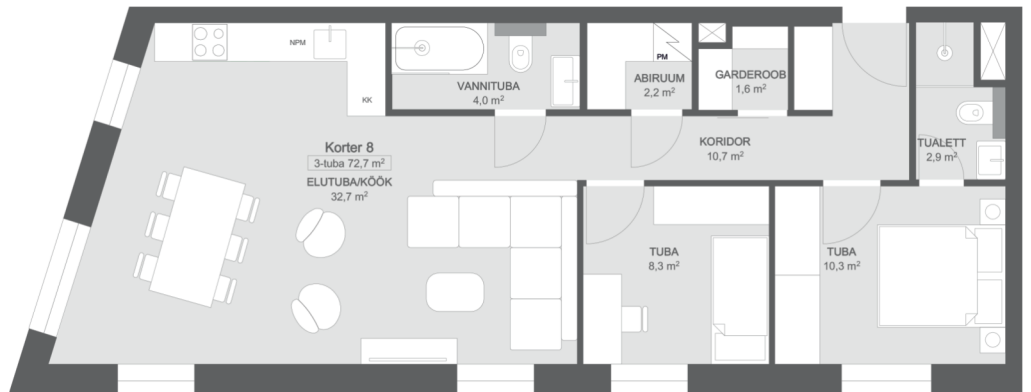 NPM
KK
VANNITUBA
4,0 m²
PM
ABIRUUM
2,2 m²
GARDEROOB
1,6 m²
KORIDOR
10,7 m²
TUALETT
2,9 m²
Korter 8
3-tuba 72,7 m²
ELUTUBA/KÖÖK
32,7 m²
TUBA
8,3 m²
TUBA
10,3 m²